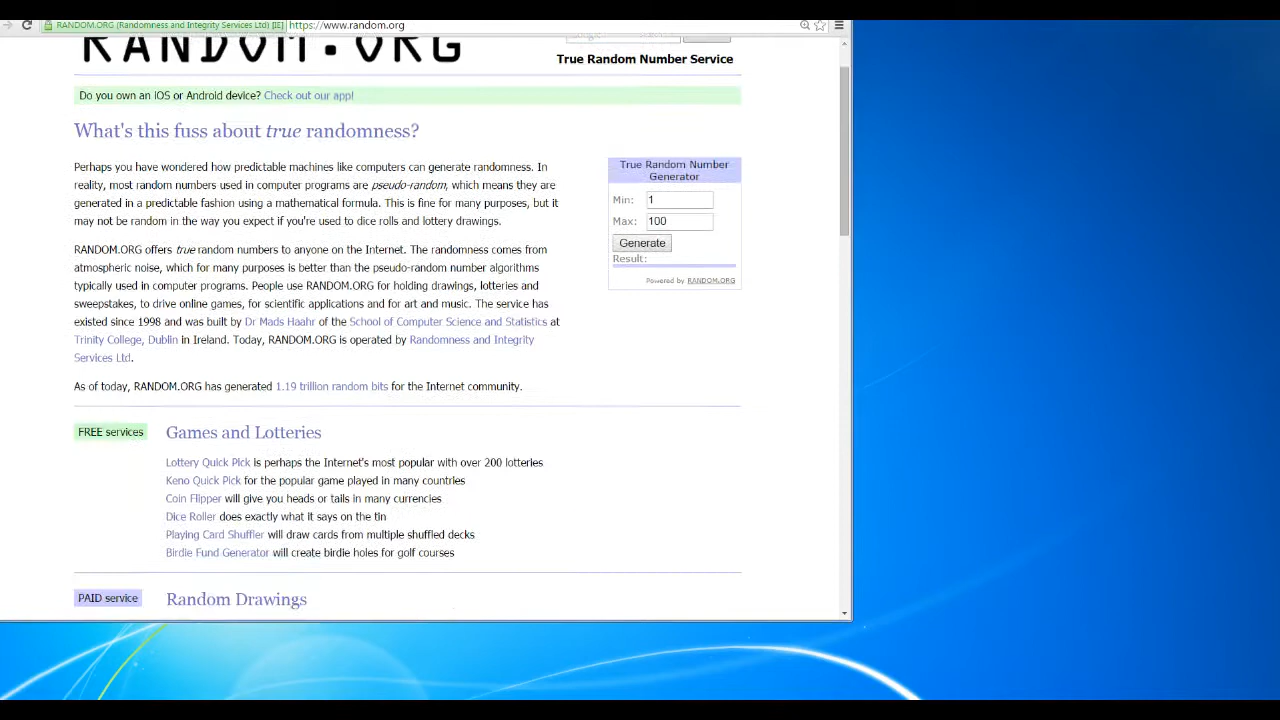 RANDOM.ORG (Randomness and Integrity Services Ltd) [IE] https://www.random.org
RANDOM.ORG
True Random Number Service
Do you own an iOS or Android device? Check out our app!
What's this fuss about true randomness?
Perhaps you have wondered how predictable machines like computers can generate randomness. In
reality, most random numbers used in computer programs are pseudo-random, which means they are
generated in a predictable fashion using a mathematical formula. This is fine for many purposes, but it
may not be random in the way you expect if you're used to dice rolls and lottery drawings.
RANDOM.ORG offers true random numbers to anyone on the Internet. The randomness comes from
atmospheric noise, which for many purposes is better than the pseudo-random number algorithms
typically used in computer programs. People use RANDOM.ORG for holding drawings, lotteries and
sweepstakes, to drive online games, for scientific applications and for art and music. The service has
existed since 1998 and was built by Dr Mads Haahr of the School of Computer Science and Statistics at
Trinity College, Dublin in Ireland. Today, RANDOM.ORG is operated by Randomness and Integrity
Services Ltd.
As of today, RANDOM.ORG has generated 1.19 trillion random bits for the Internet community.
True Random Number
Generator
Min: 1
Max: 100
Generate
Result:
Powered by RANDOM.ORG
FREE services
Games and Lotteries
Lottery Quick Pick is perhaps the Internet's most popular with over 200 lotteries
Keno Quick Pick for the popular game played in many countries
Coin Flipper will give you heads or tails in many currencies
Dice Roller does exactly what it says on the tin
Playing Card Shuffler will draw cards from multiple shuffled decks
Birdie Fund Generator will create birdie holes for golf courses
PAID service
Random Drawings